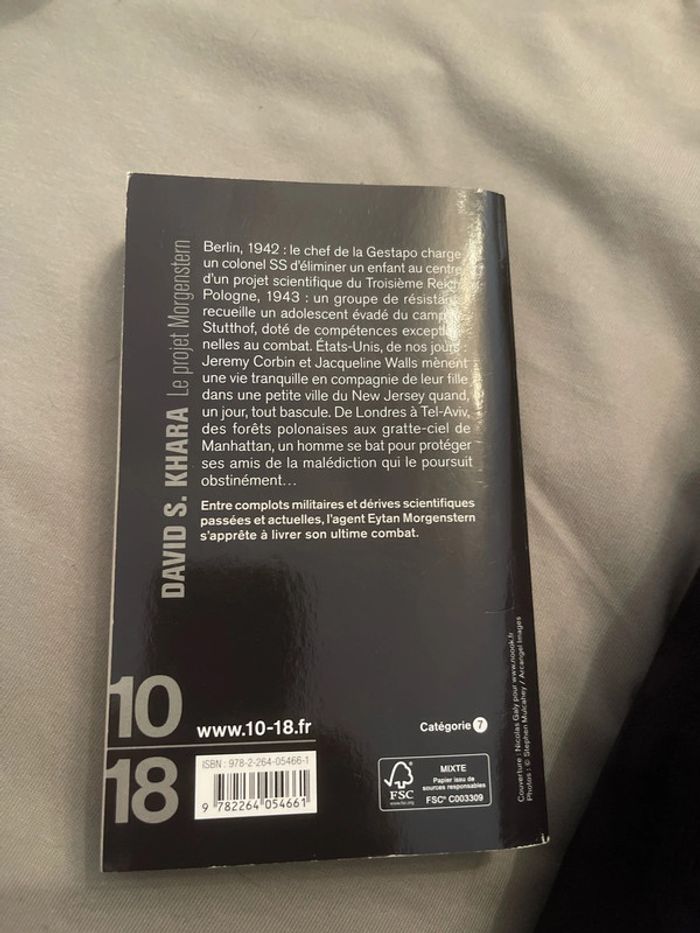 DAVID S. KHARA Le projet Morgenstern
Berlin, 1942 : le chef de la Gestapo charge
un colonel SS d'éliminer un enfant au centre
d'un projet scientifique du Troisième Reich.
Pologne, 1943 : un groupe de résistants
recueille un adolescent évadé du camp
Stutthof, doté de compétences exception-
nelles au combat. États-Unis, de nos jours :
Jeremy Corbin et Jacqueline Walls mènent
une vie tranquille en compagnie de leur fille
dans une petite ville du New Jersey quand,
un jour, tout bascule. De Londres à Tel-Aviv,
des forêts polonaises aux gratte-ciel de
Manhattan, un homme se bat pour protéger
ses amis de la malédiction qui le poursuit
obstinément…
Entre complots militaires et dérives scientifiques
passées et actuelles, l'agent Eytan Morgenstern
s'apprête à livrer son ultime combat.
10
18
www.10-18.fr
Catégorie 7
ISBN : 978-2-264-05466-1
9 782264 054661
FSC
www.fsc.org
MIXTE
Papier issu de
sources responsables
FSC® C003309
Couverture : Nicolas Galy pour www.noook.fr
Photos : © Stephen Mulcahey / Arcangel Images